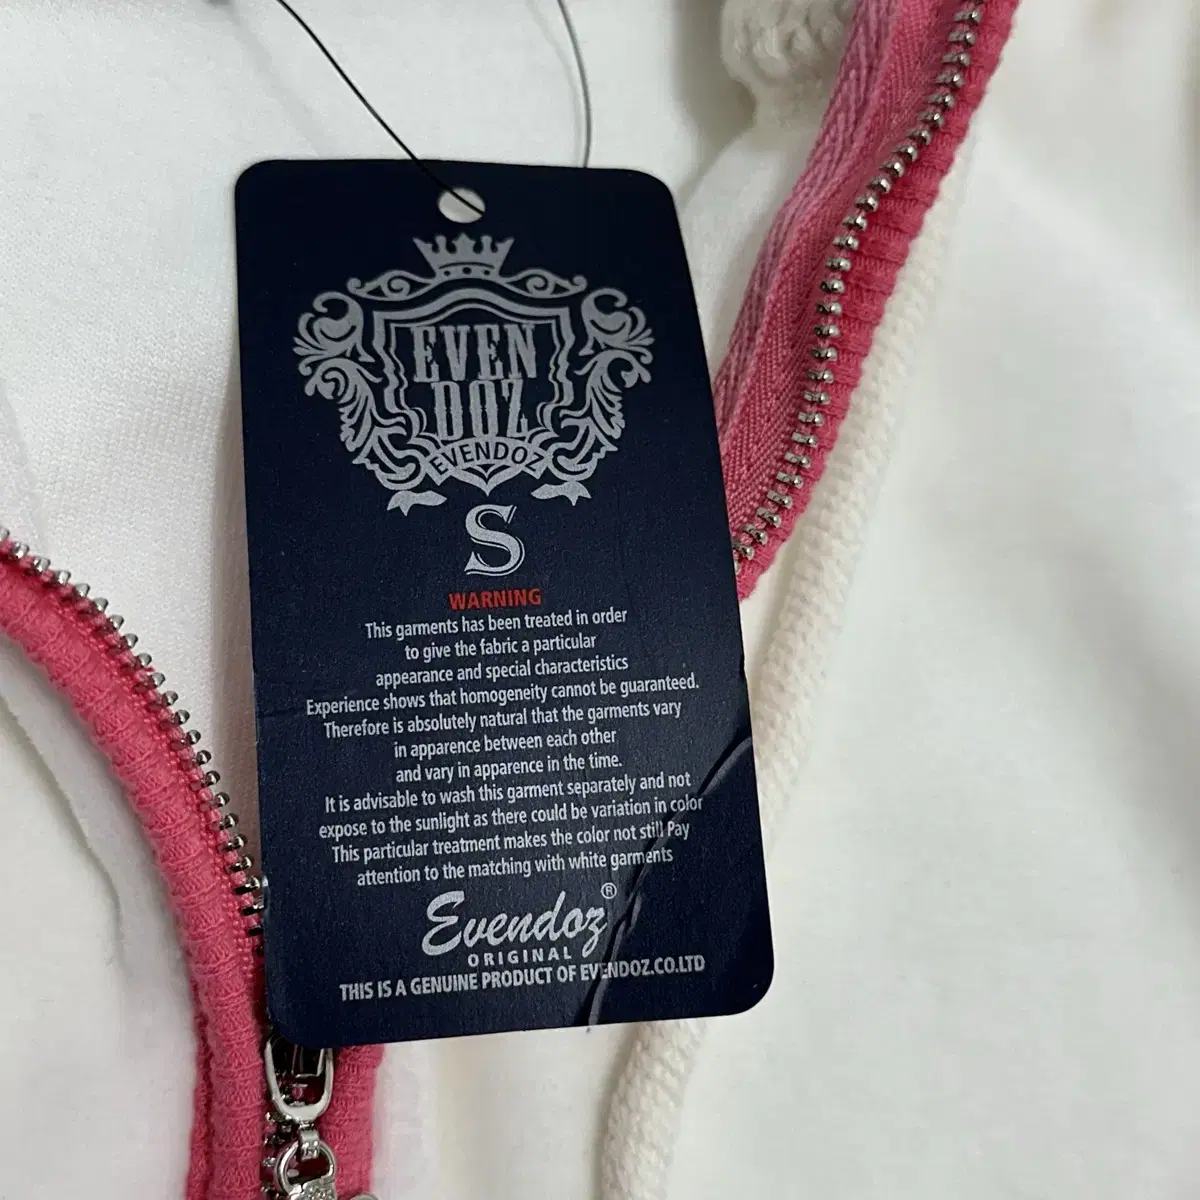 EVEN
DOZ
EVENDOZ
S
WARNING
This garments has been treated in order
to give the fabric a particular
appearance and special characteristics
Experience shows that homogeneity cannot be guaranteed.
Therefore is absolutely natural that the garments vary
in apparence between each other
and vary in apparence in the time.
It is advisable to wash this garment separately and not
expose to the sunlight as there could be variation in color
This particular treatment makes the color not still Pay
attention to the matching with white garments
Evendoz®
ORIGINAL
THIS IS A GENUINE PRODUCT OF EVENDOZ.CO.LTD